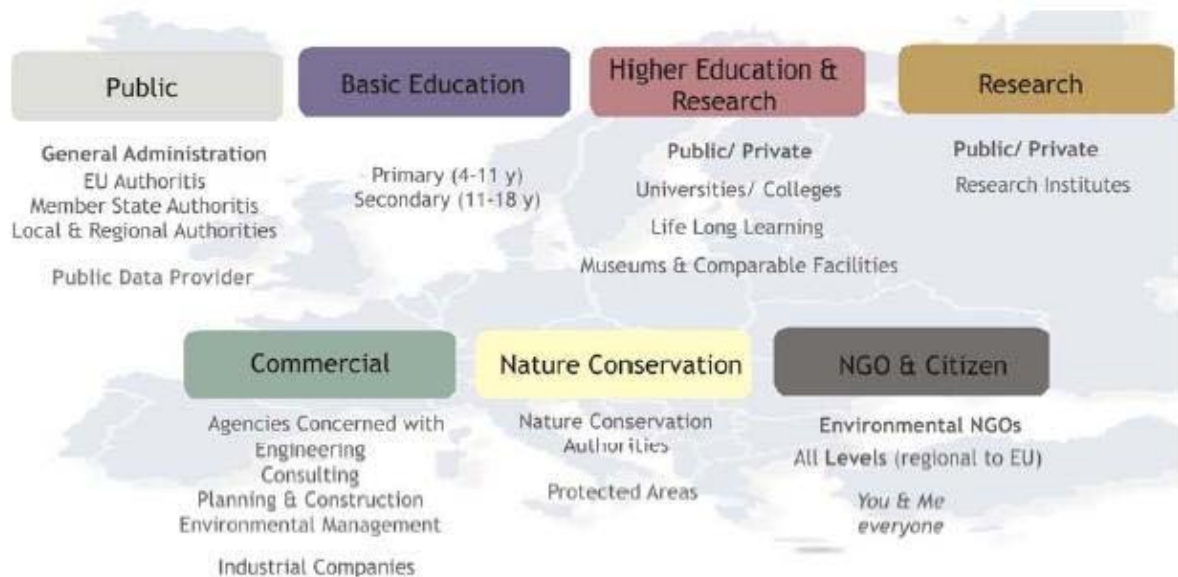 Public
General Administration
EU Authoritis
Member State Authoritis
Local & Regional Authorities
Public Data Provider
Basic Education
Primary (4-11 y)
Secondary (11-18 y)
Higher Education &
Research
Public/ Private
Universities/ Colleges
Life Long Learning
Museums & Comparable Facilities
Research
Public/ Private
Research Institutes
Commercial
Agencies Concerned with
Engineering
Consulting
Planning & Construction
Environmental Management
Industrial Companies
Nature Conservation
Nature Conservation
Authorities
Protected Areas
NGO & Citizen
Environmental NGOs
All Levels (regional to EU)
You & Me
everyone